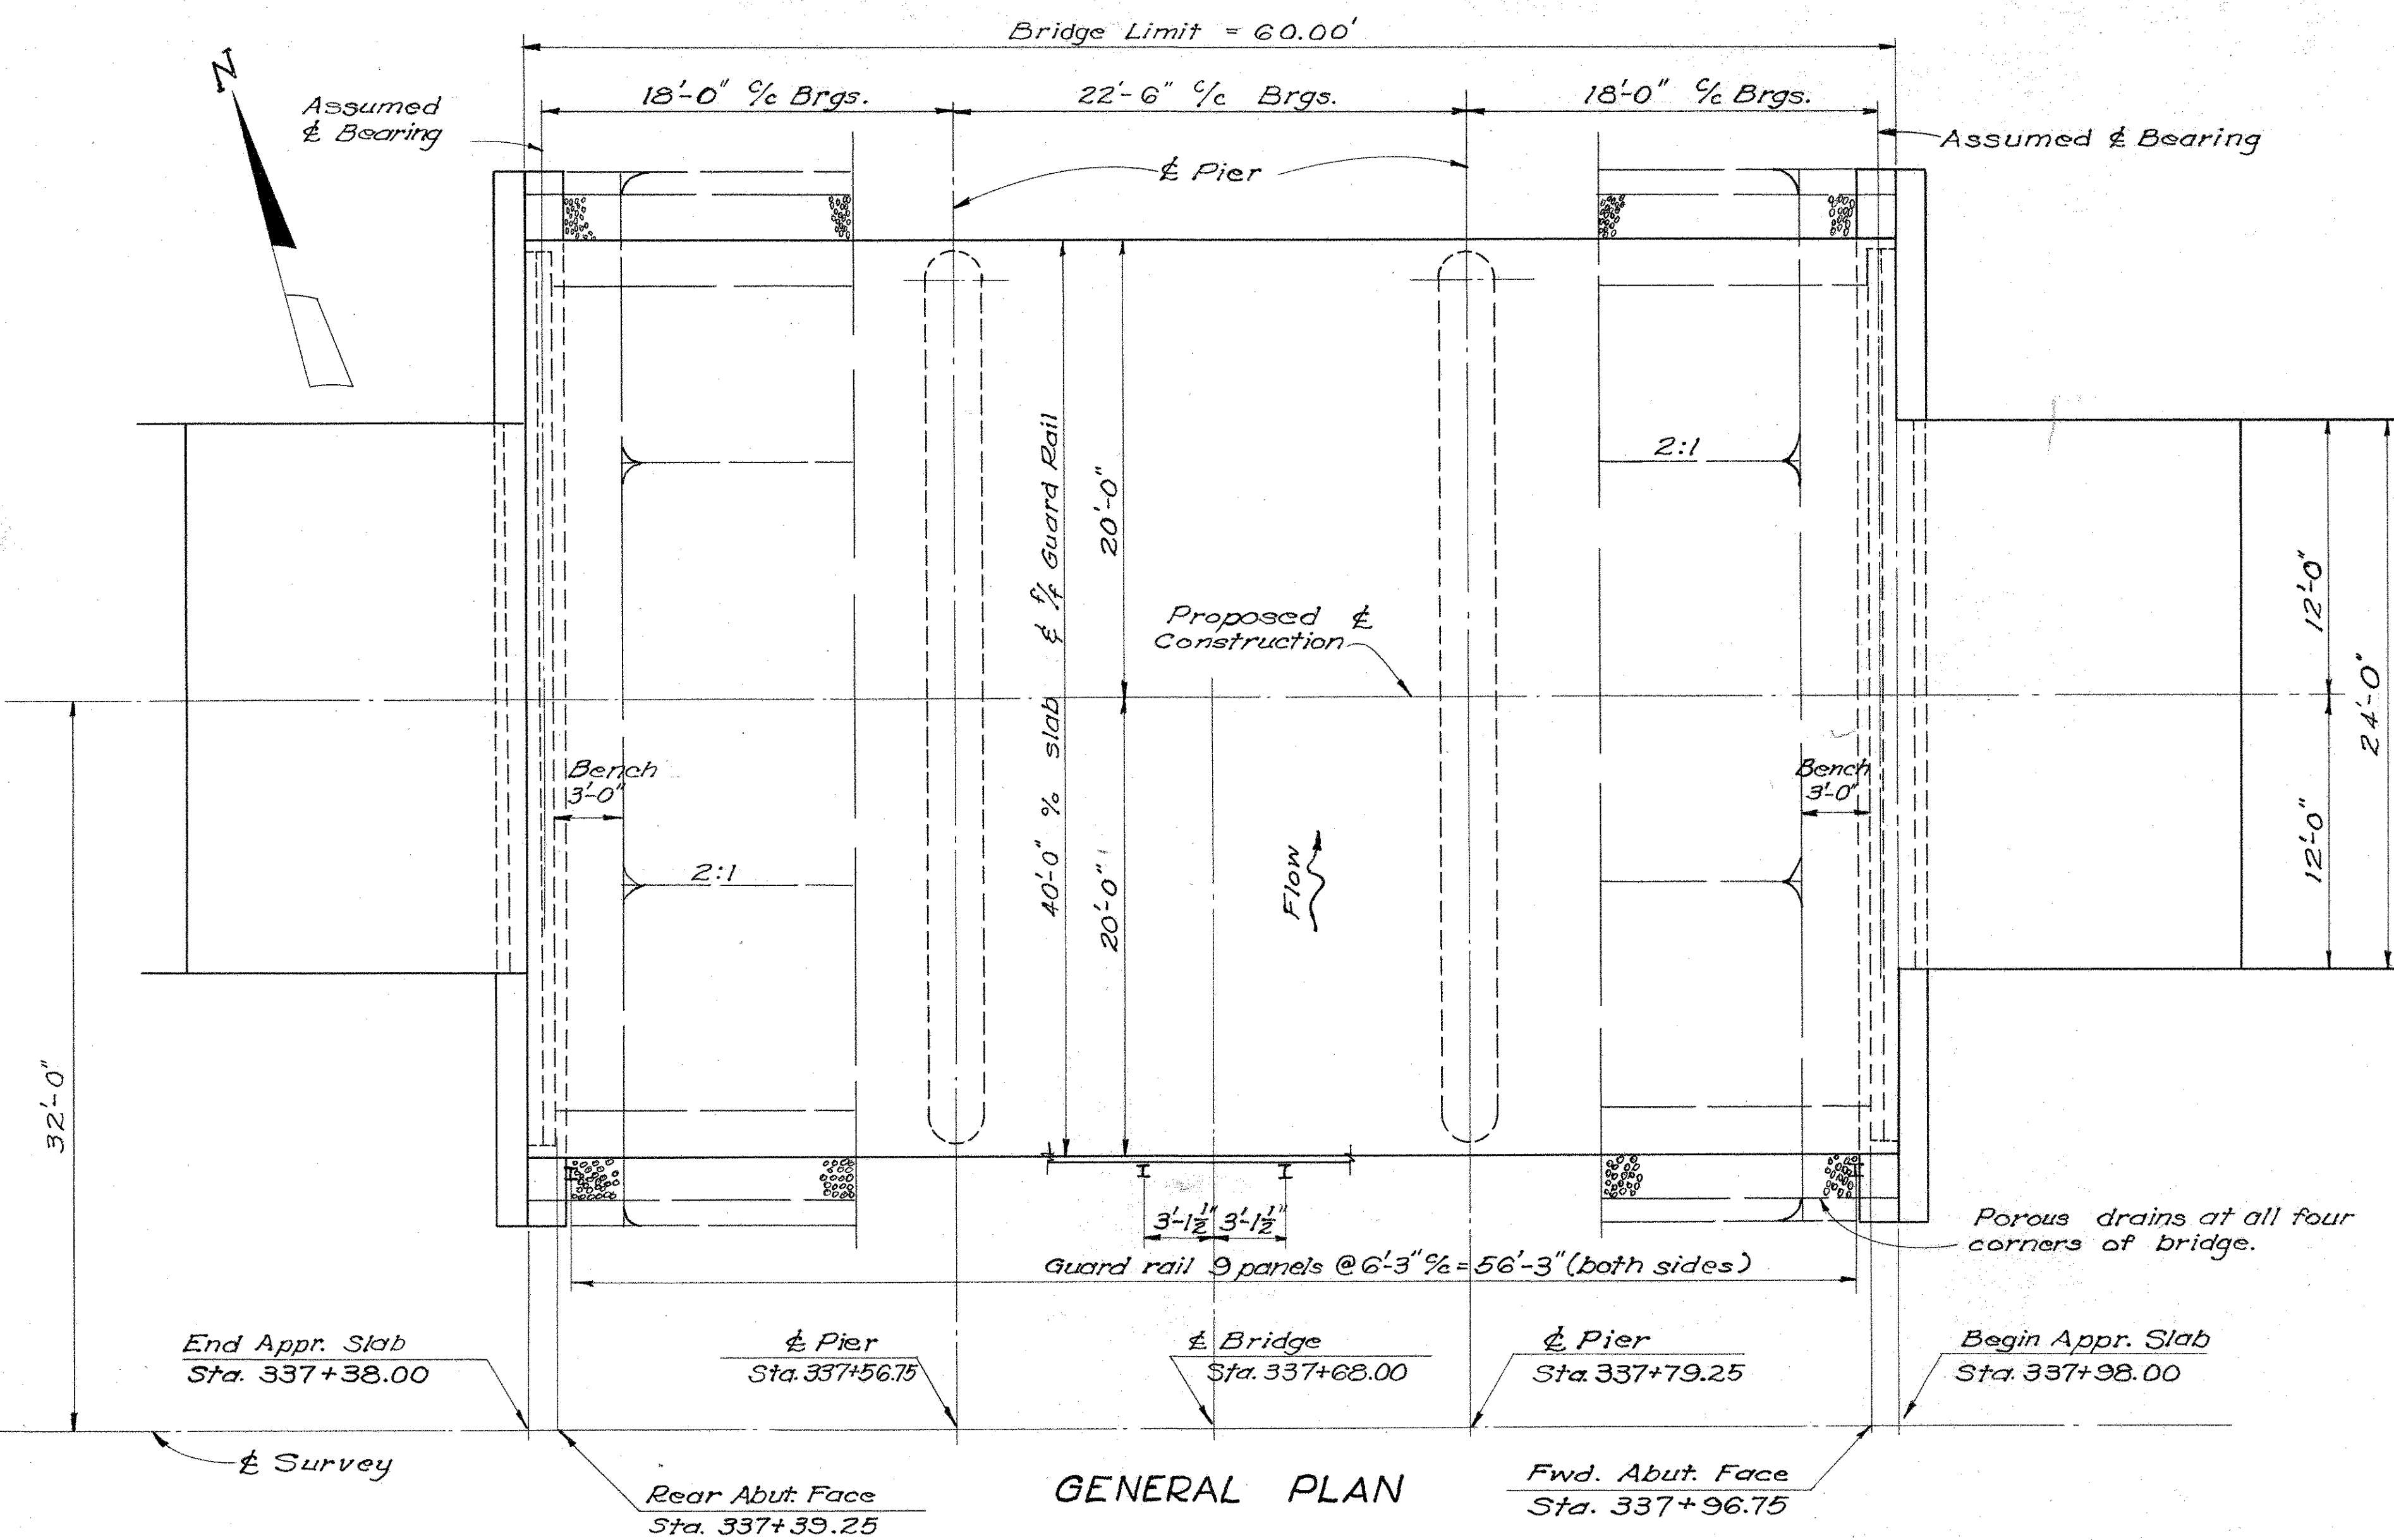 Bridge Limit = 60.00'
N
18'-0" c/c Brgs.
22'-6" c/c Brgs.
18'-0" c/c Brgs.
Assumed
℄ Bearing
Assumed ℄ Bearing
℄ Pier
40'-0" o/o slab & f/f Guard Rail
20'-0"
20'-0"
2:1
2:1
Proposed ℄
Construction
12'-0"
12'-0"
24'-0"
Bench
3'-0"
Bench
3'-0"
Flow
32'-0"
3'-1½" 3'-1½"
Porous drains at all four
corners of bridge.
Guard rail 9 panels @ 6'-3" c/c = 56'-3" (both sides)
End Appr. Slab
Sta. 337+38.00
℄ Pier
Sta. 337+56.75
℄ Bridge
Sta. 337+68.00
℄ Pier
Sta. 337+79.25
Begin Appr. Slab
Sta. 337+98.00
℄ Survey
Rear Abut. Face
Sta. 337+39.25
GENERAL PLAN
Fwd. Abut. Face
Sta. 337+96.75